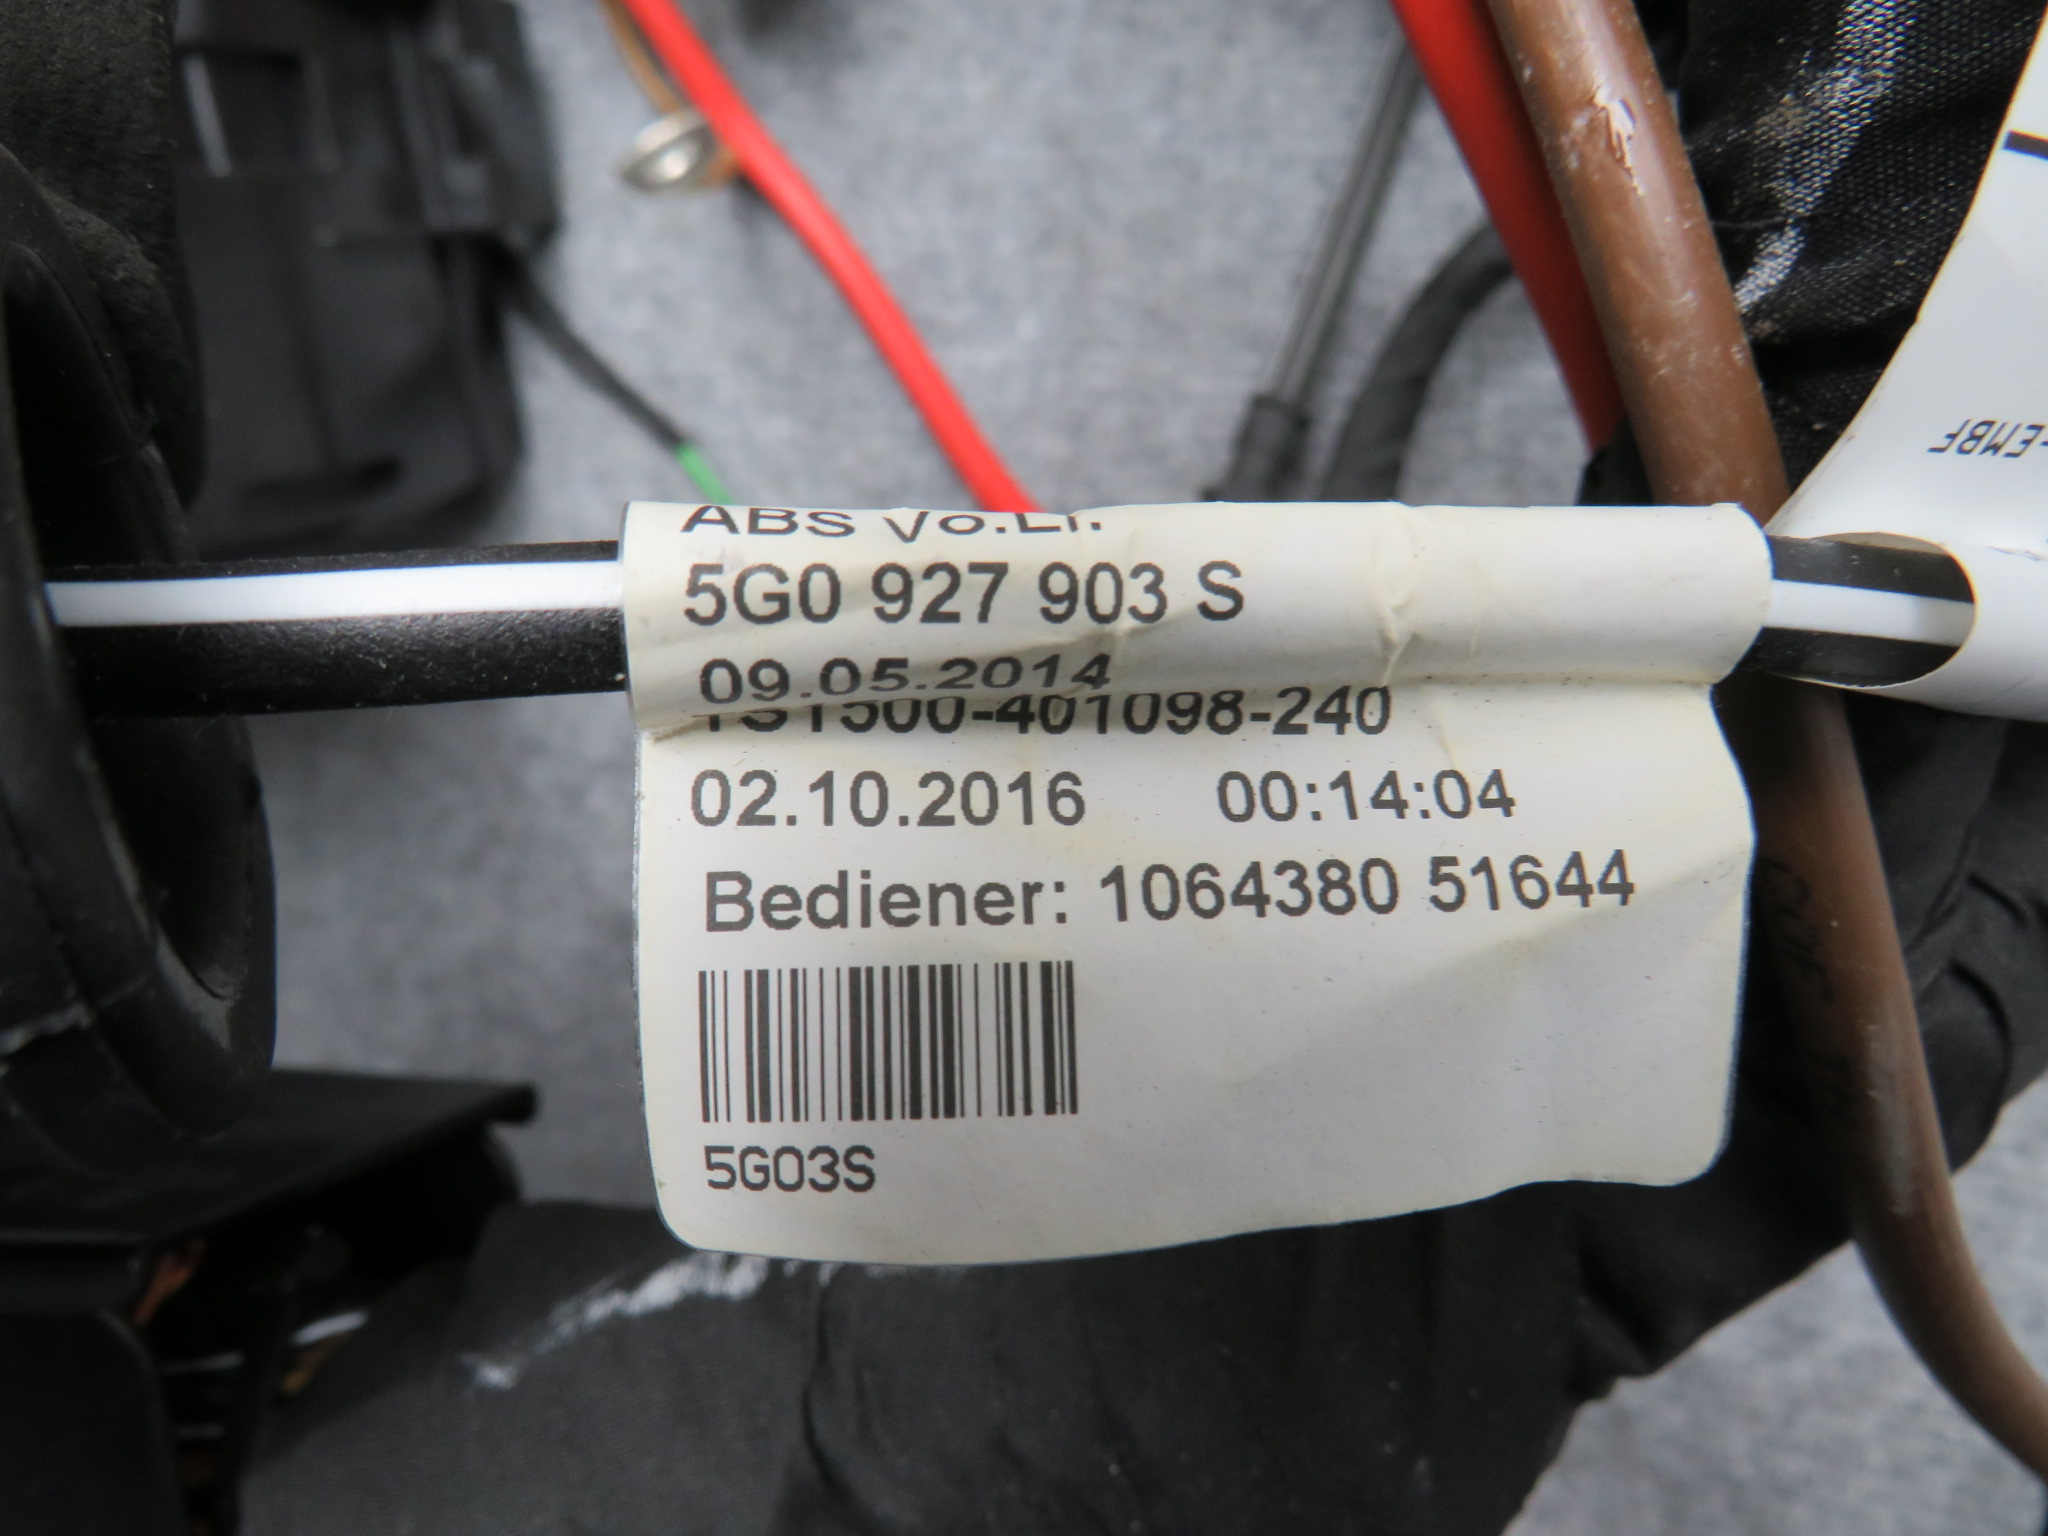 ABS Vo.Li.
5G0 927 903 S
09.05.2014
1S1500-401098-240
02.10.2016 00:14:04
Bediener: 1064380 51644
5G03S
-EMBF